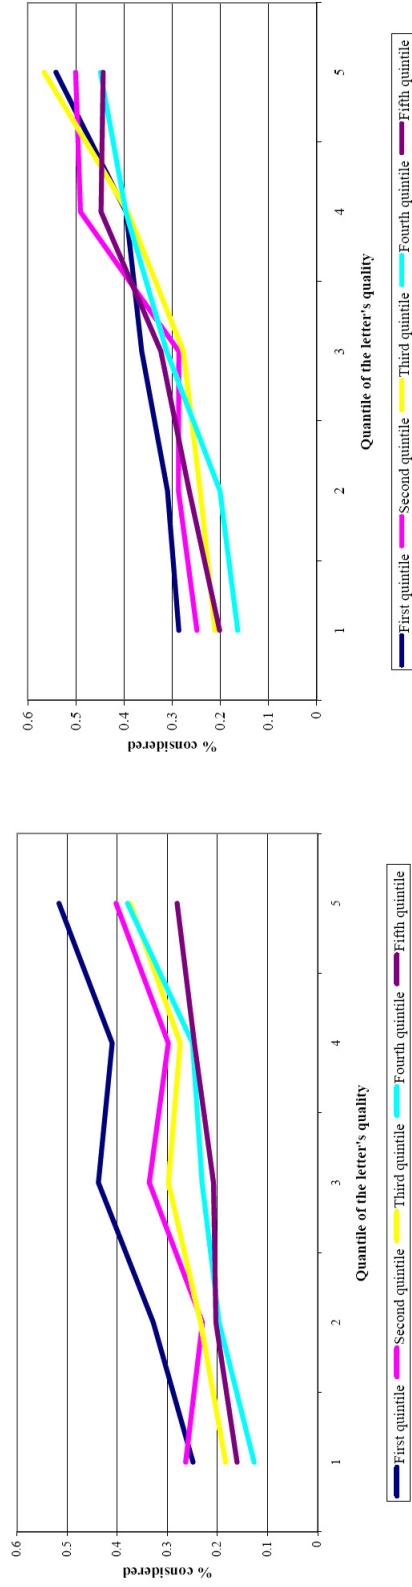 0.6
0.5
0.4
0.3
0.2
0.1
0
% considered
1 2 3 4 5
Quantile of the letter's quality
First quintile Second quintile Third quintile Fourth quintile Fifth quintile
0.6
0.5
0.4
0.3
0.2
0.1
0
% considered
1 2 3 4 5
Quantile of the letter's quality
First quintile Second quintile Third quintile Fourth quintile Fifth quintile